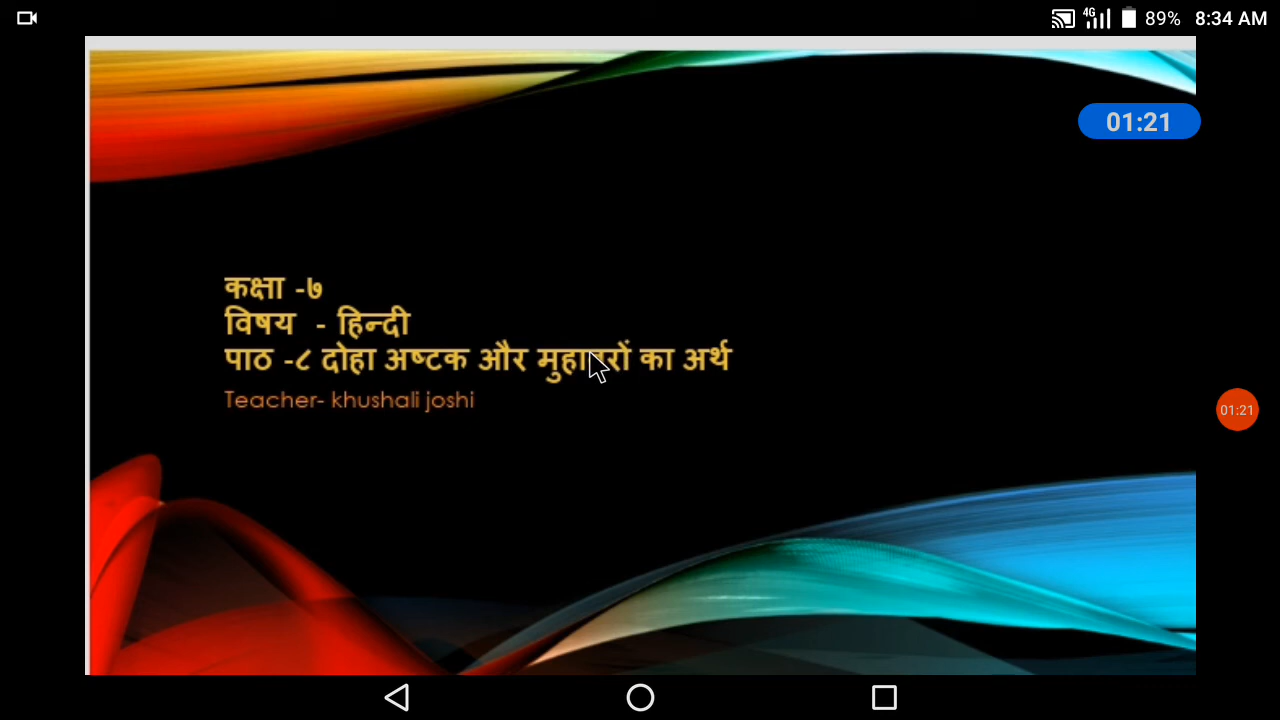 4G 89% 8:34 AM
01:21
कक्षा -७
विषय - हिन्दी
पाठ -८ दोहा अष्टक और मुहावरों का अर्थ
Teacher- khushali joshi
01:21